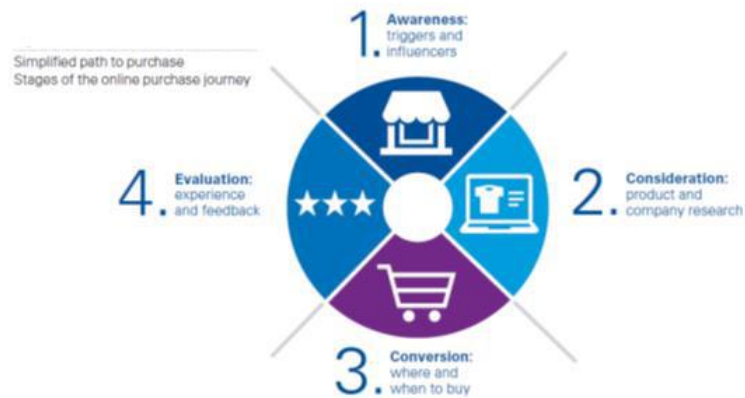 Simplified path to purchase
Stages of the online purchase journey
1. Awareness:
triggers and
influencers
2. Consideration:
product and
company research
3. Conversion:
where and
when to buy
4. Evaluation:
experience
and feedback